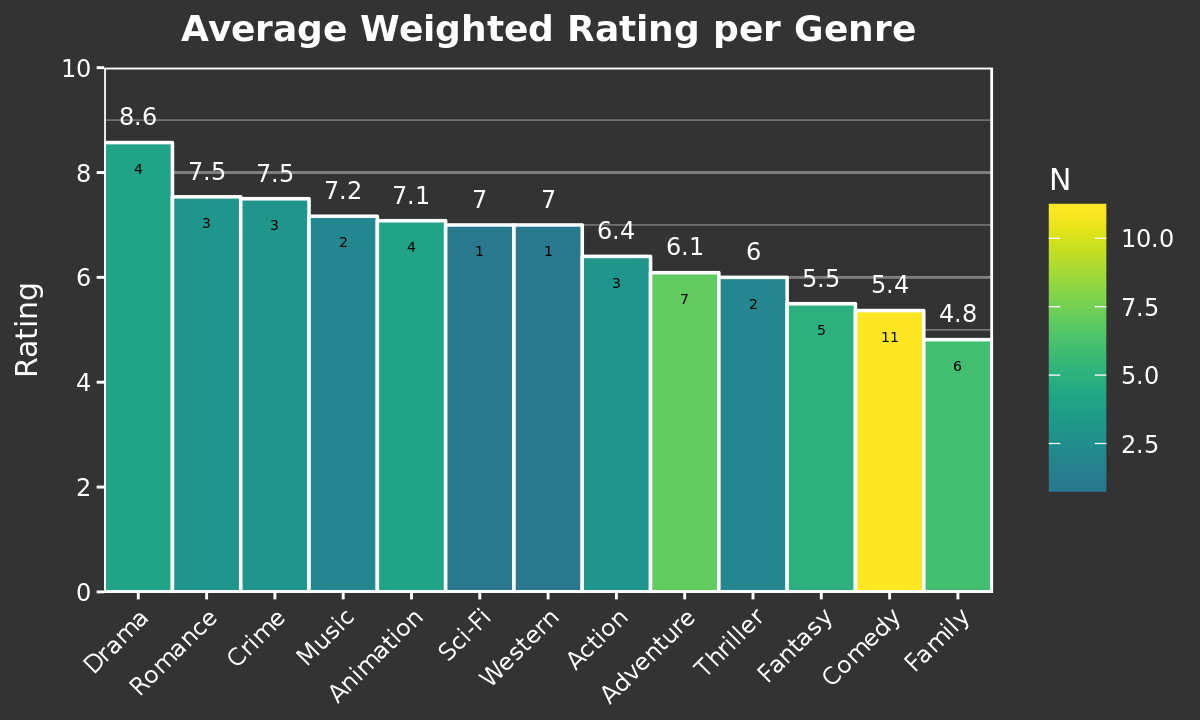 Average Weighted Rating per Genre
10
8
6
4
2
0
Rating
8.6
7.5
7.5
7.2
7.1
7
7
6.4
6.1
6
5.5
5.4
4.8
4
3
3
2
4
1
1
3
7
2
5
11
6
Drama
Romance
Crime
Music
Animation
Sci-Fi
Western
Action
Adventure
Thriller
Fantasy
Comedy
Family
N
10.0
7.5
5.0
2.5